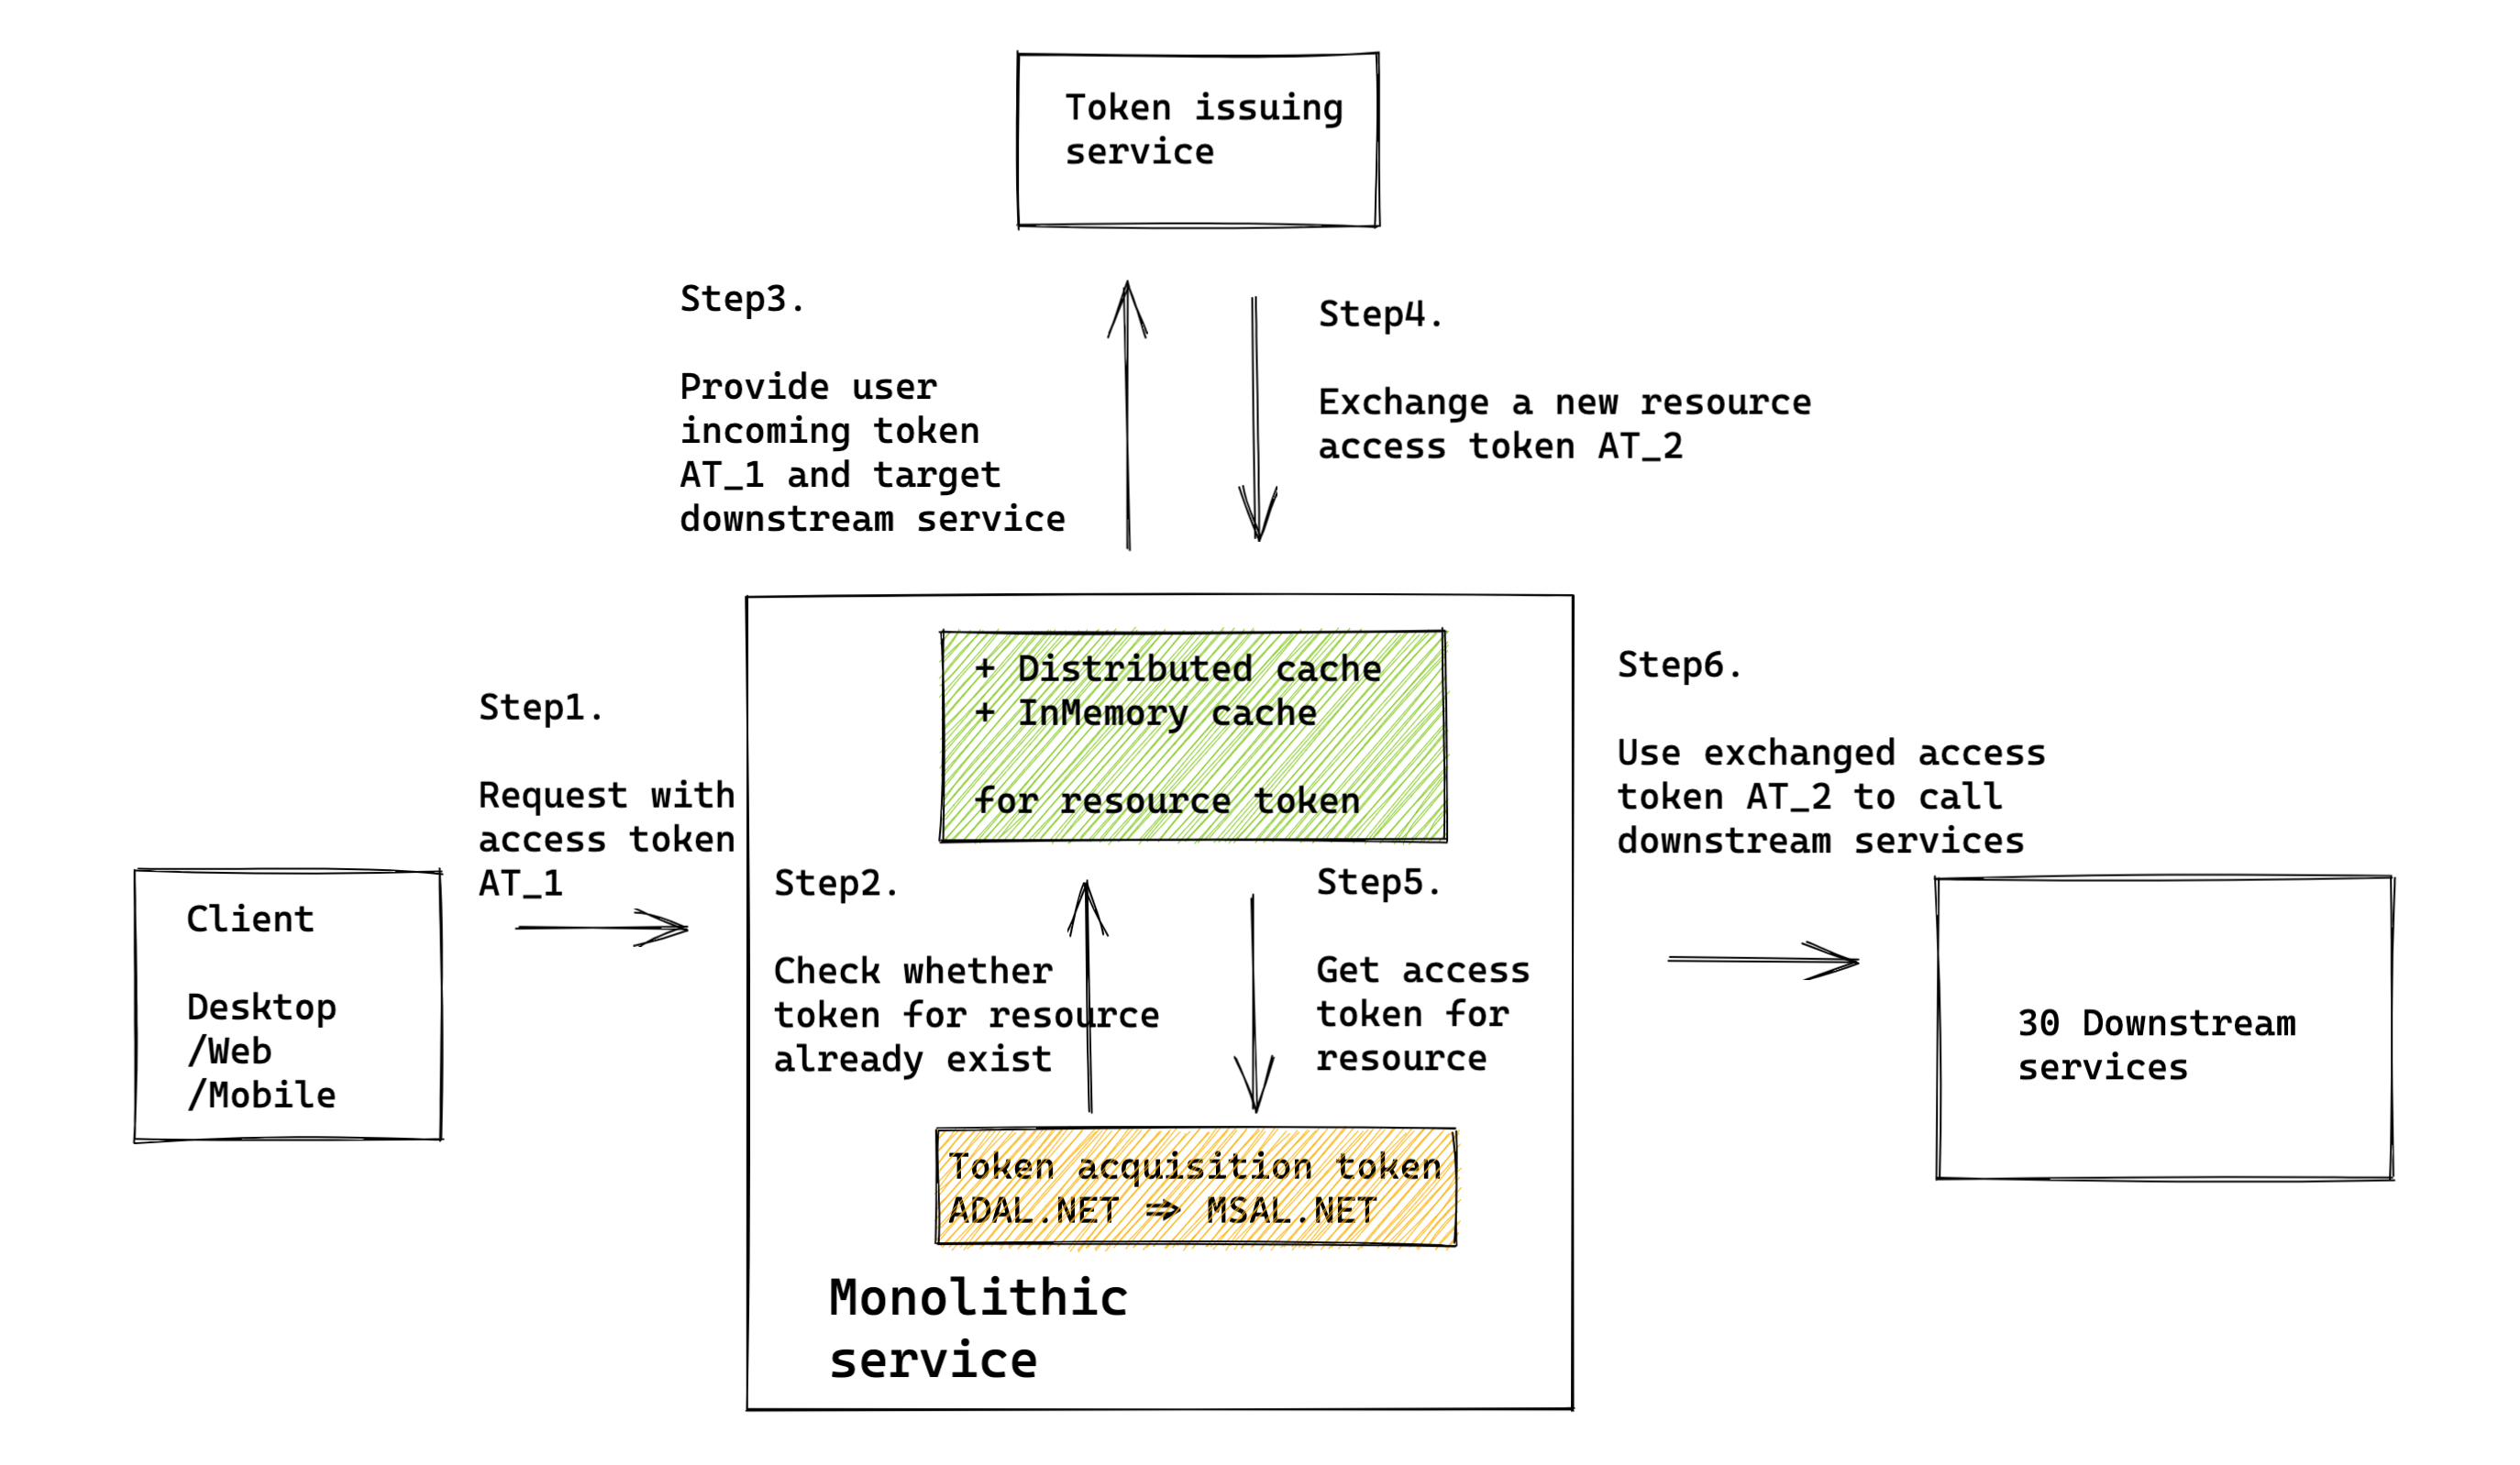 Token issuing
service
Step3.
Provide user
incoming token
AT_1 and target
downstream service
Step4.
Exchange a new resource
access token AT_2
+ Distributed cache
+ InMemory cache
for resource token
Step1.
Request with
access token
AT_1
Client
Desktop
/Web
/Mobile
Step2.
Check whether
token for resource
already exist
Step5.
Get access
token for
resource
Step6.
Use exchanged access
token AT_2 to call
downstream services
30 Downstream
services
Token acquisition token
ADAL.NET => MSAL.NET
Monolithic
service